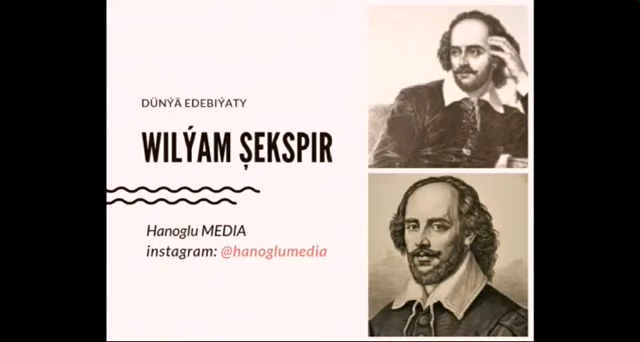 DÜNÝÄ EDEBIÝATY
WILÝAM ŞEKSPIR
Hanoglu MEDIA
instagram: @hanoglumedia